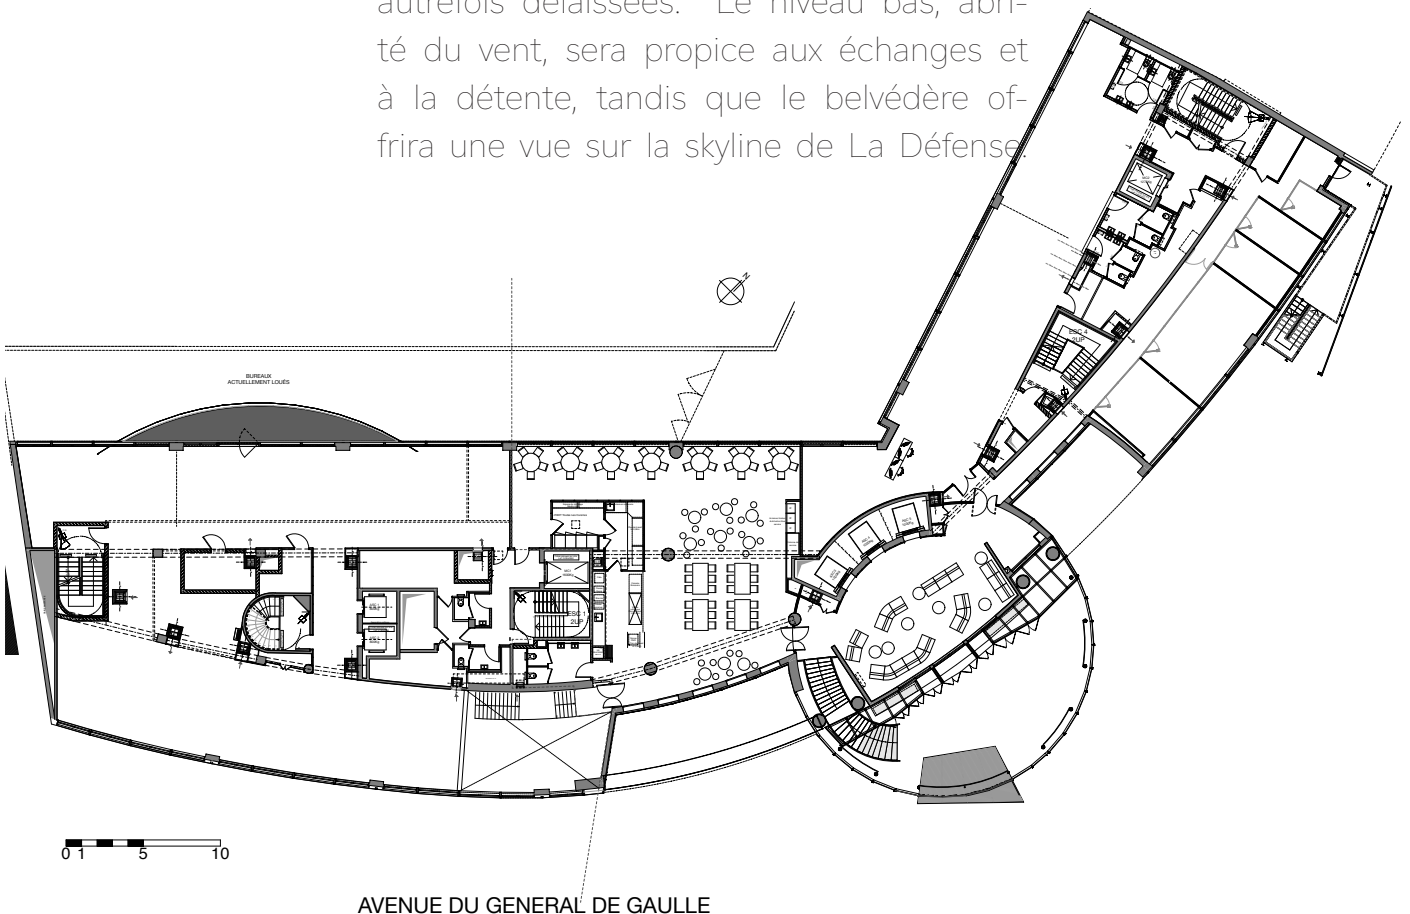 autrefois délaissées. Le niveau bas, abri-
té du vent, sera propice aux échanges et
à la détente, tandis que le belvédère of-
frira une vue sur la skyline de La Défense.
N
ESC 4
2UP
BUREAUX
ACTUELLEMENT LOUÉS
ESC 1
2UP
0 1 5 10
AVENUE DU GENERAL DE GAULLE